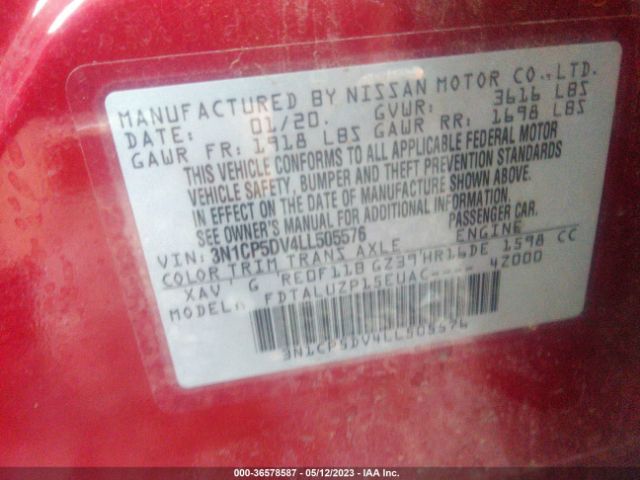 MANUFACTURED BY NISSAN MOTOR CO.,LTD.
DATE: 01/20. GVWR: 3616 LBS
GAWR FR: 1918 LBS GAWR RR: 1698 LBS
THIS VEHICLE CONFORMS TO ALL APPLICABLE FEDERAL MOTOR
VEHICLE SAFETY, BUMPER AND THEFT PREVENTION STANDARDS
IN EFFECT ON THE DATE OF MANUFACTURE SHOWN ABOVE.
SEE OWNER'S MANUAL FOR ADDITIONAL INFORMATION.
VIN: 3N1CP5DV4LL505576 PASSENGER CAR.
COLOR TRIM TRANS AXLE ENGINE
XAV G RE0F11B GZ39 HR16DE 1598 CC
MODEL: FDTALUZP15EUAC---- 42000
3N1CP5DV4LL505576
000-36578587 - 05/12/2023 - IAA Inc.